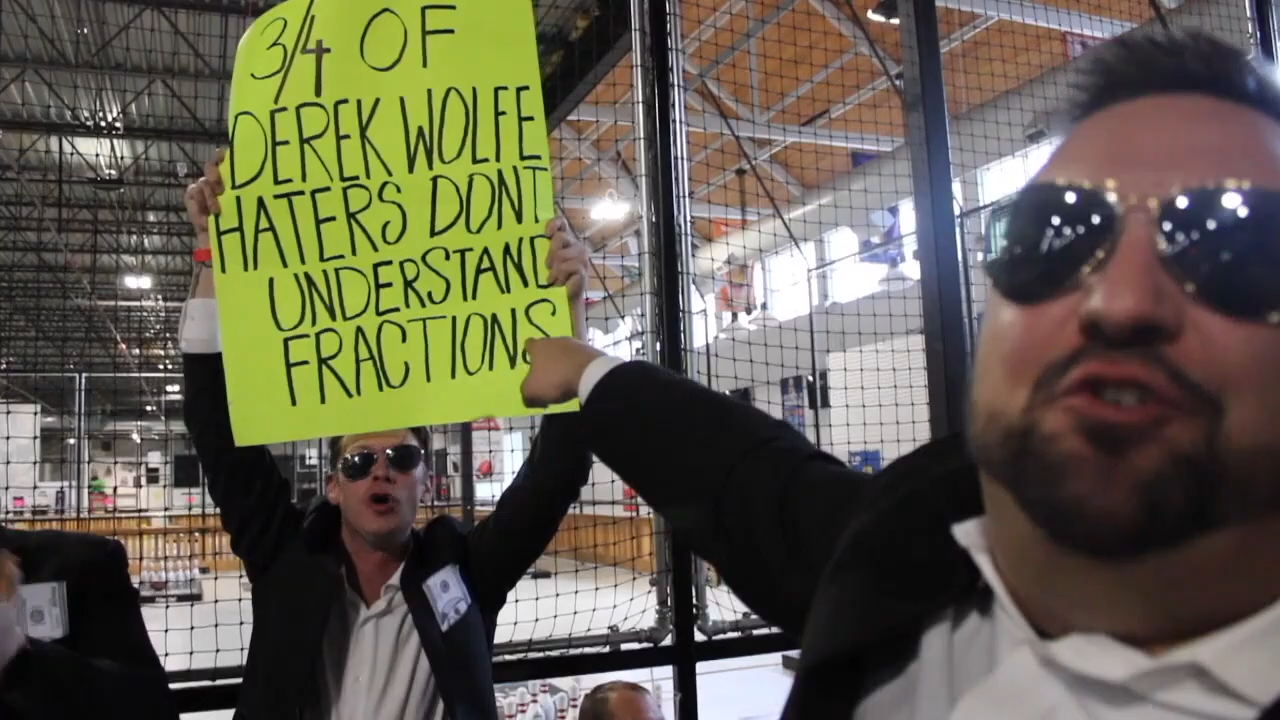 3/4 OF
DEREK WOLFE
HATERS DONT
UNDERSTAND
FRACTIONS